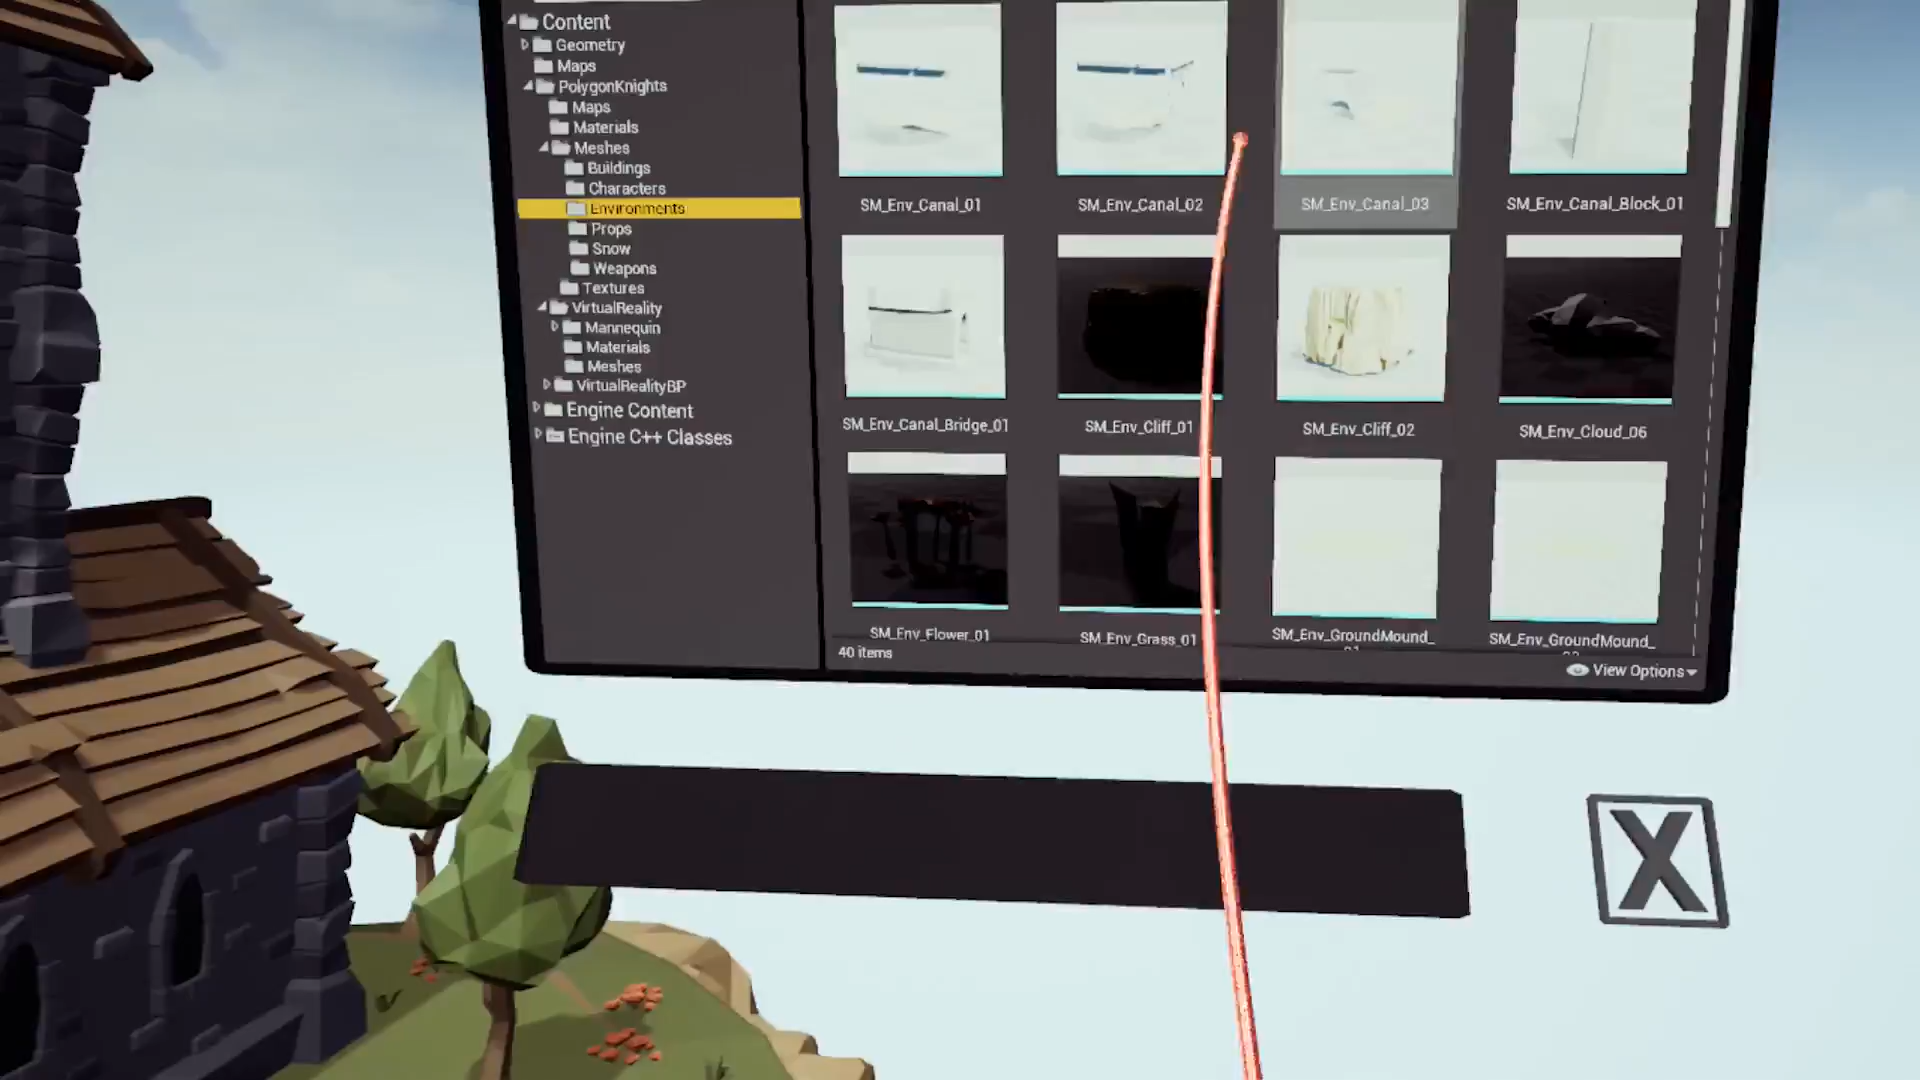 Content
Geometry
Maps
PolygonKnights
Maps
Materials
Meshes
Buildings
Characters
Environments
Props
Snow
Weapons
Textures
VirtualReality
Mannequin
Materials
Meshes
VirtualRealityBP
Engine Content
Engine C++ Classes
SM_Env_Canal_01
SM_Env_Canal_02
SM_Env_Canal_03
SM_Env_Canal_Block_01
SM_Env_Canal_Bridge_01
SM_Env_Cliff_01
SM_Env_Cliff_02
SM_Env_Cloud_06
SM_Env_Flower_01
SM_Env_Grass_01
SM_Env_GroundMound_
SM_Env_GroundMound_
40 items
View Options
X